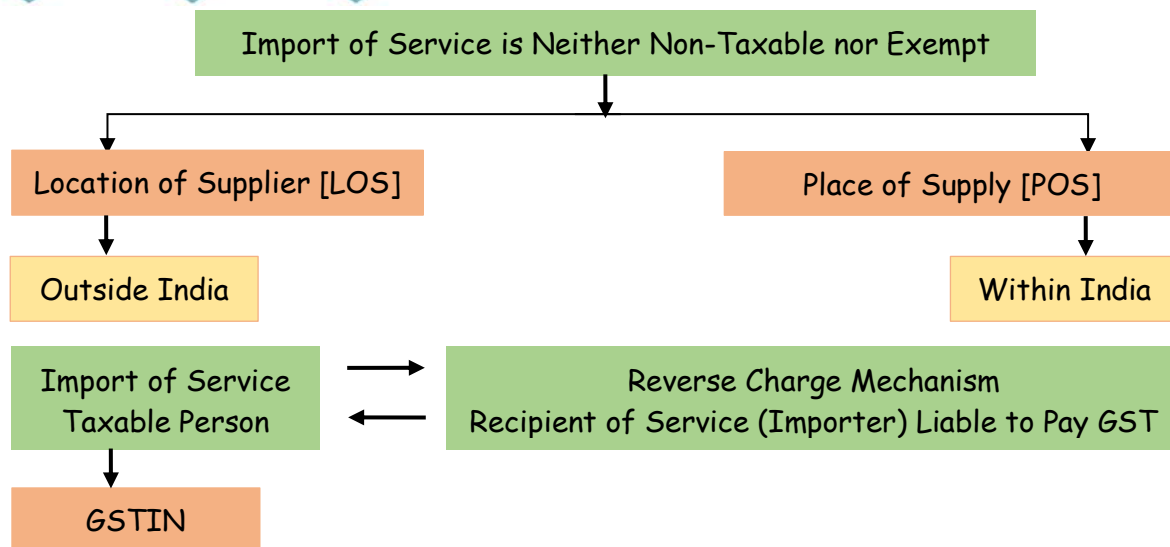 Import of Service is Neither Non-Taxable nor Exempt
Location of Supplier [LOS]
Place of Supply [POS]
Outside India
Within India
Import of Service
Taxable Person
Reverse Charge Mechanism
Recipient of Service (Importer) Liable to Pay GST
GSTIN